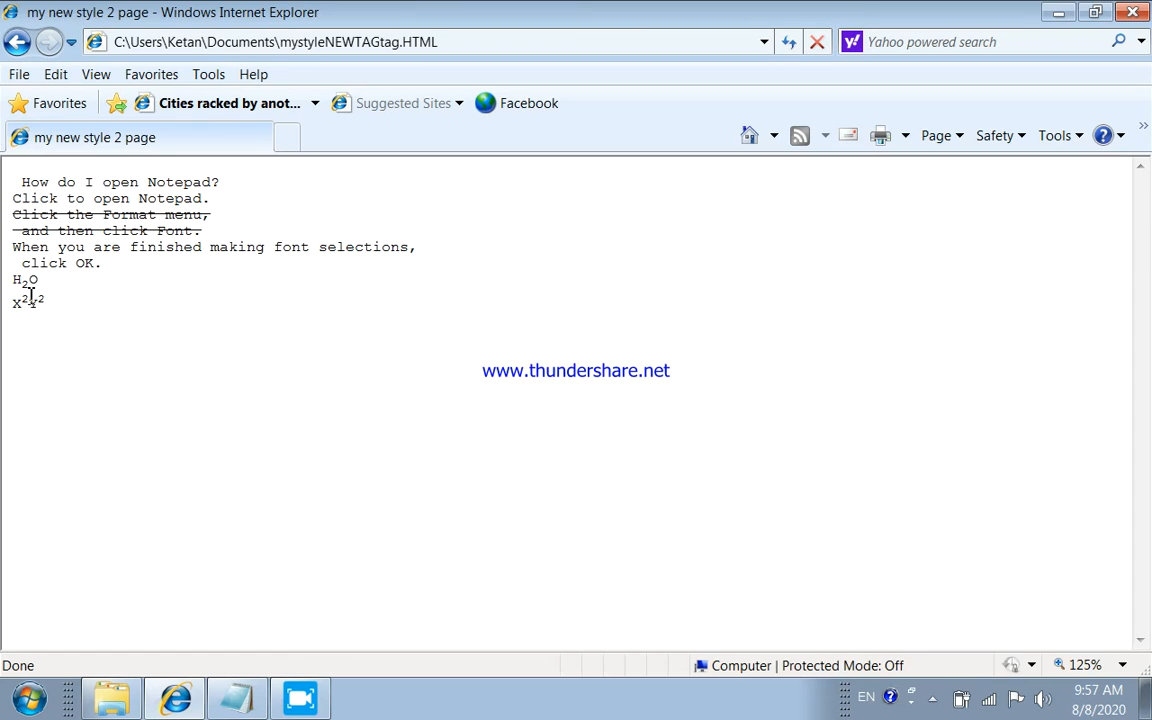 my new style 2 page - Windows Internet Explorer
C:\Users\Ketan\Documents\mystyleNEWTAGtag.HTML
Yahoo powered search
File Edit View Favorites Tools Help
Favorites Cities racked by anot... Suggested Sites Facebook
my new style 2 page
Page Safety Tools
How do I open Notepad?
Click to open Notepad.
Click the Format menu,
and then click Font.
When you are finished making font selections,
click OK.
H₂O
X²Y²
www.thundershare.net
Done
Computer | Protected Mode: Off
125%
EN
9:57 AM
8/8/2020